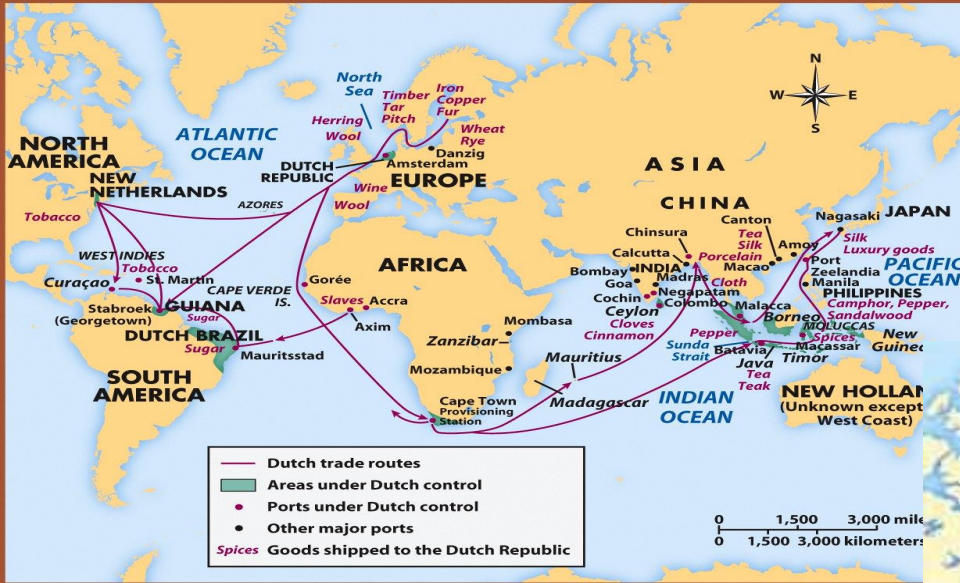 North
Sea
Timber
Tar
Pitch
Iron
Copper
Fur
Herring
Wool
Wheat
Rye
NORTH
AMERICA
ATLANTIC
OCEAN
DUTCH
REPUBLIC
Amsterdam
Danzig
EUROPE
Wine
Wool
NEW
NETHERLANDS
Tobacco
AZORES
ASIA
CHINA
Canton
Chinsura
Tea
Silk
Porcelain
Amoy
Macao
Nagasaki
JAPAN
Silk
Luxury goods
PACIFIC
OCEAN
Port
Zeelandia
Manila
PHILIPPINES
Camphor, Pepper,
Sandalwood
WEST INDIES
Tobacco
St. Martin
Curaçao
CAPE VERDE
IS.
Gorée
AFRICA
Slaves
Accra
Axim
Calcutta
INDIA
Bombay
Goa
Madras
Cloth
Negapatam
Cochin
Colombo
Ceylon
Cloves
Cinnamon
Malacca
Borneo
MOLUCCAS
Spices
New
Guinea
Pepper
Sunda
Strait
Batavia
Java
Macassar
Timor
Tea
Teak
Stabroek
(Georgetown)
GUIANA
Sugar
DUTCH BRAZIL
Sugar
Mauritsstad
SOUTH
AMERICA
Mombasa
Zanzibar
Mozambique
Mauritius
Madagascar
INDIAN
OCEAN
Cape Town
Provisioning
Station
NEW HOLLAN
(Unknown except
West Coast)
Dutch trade routes
Areas under Dutch control
Ports under Dutch control
Other major ports
Spices Goods shipped to the Dutch Republic
N
W E
S
0 1,500 3,000 mile
0 1,500 3,000 kilometers